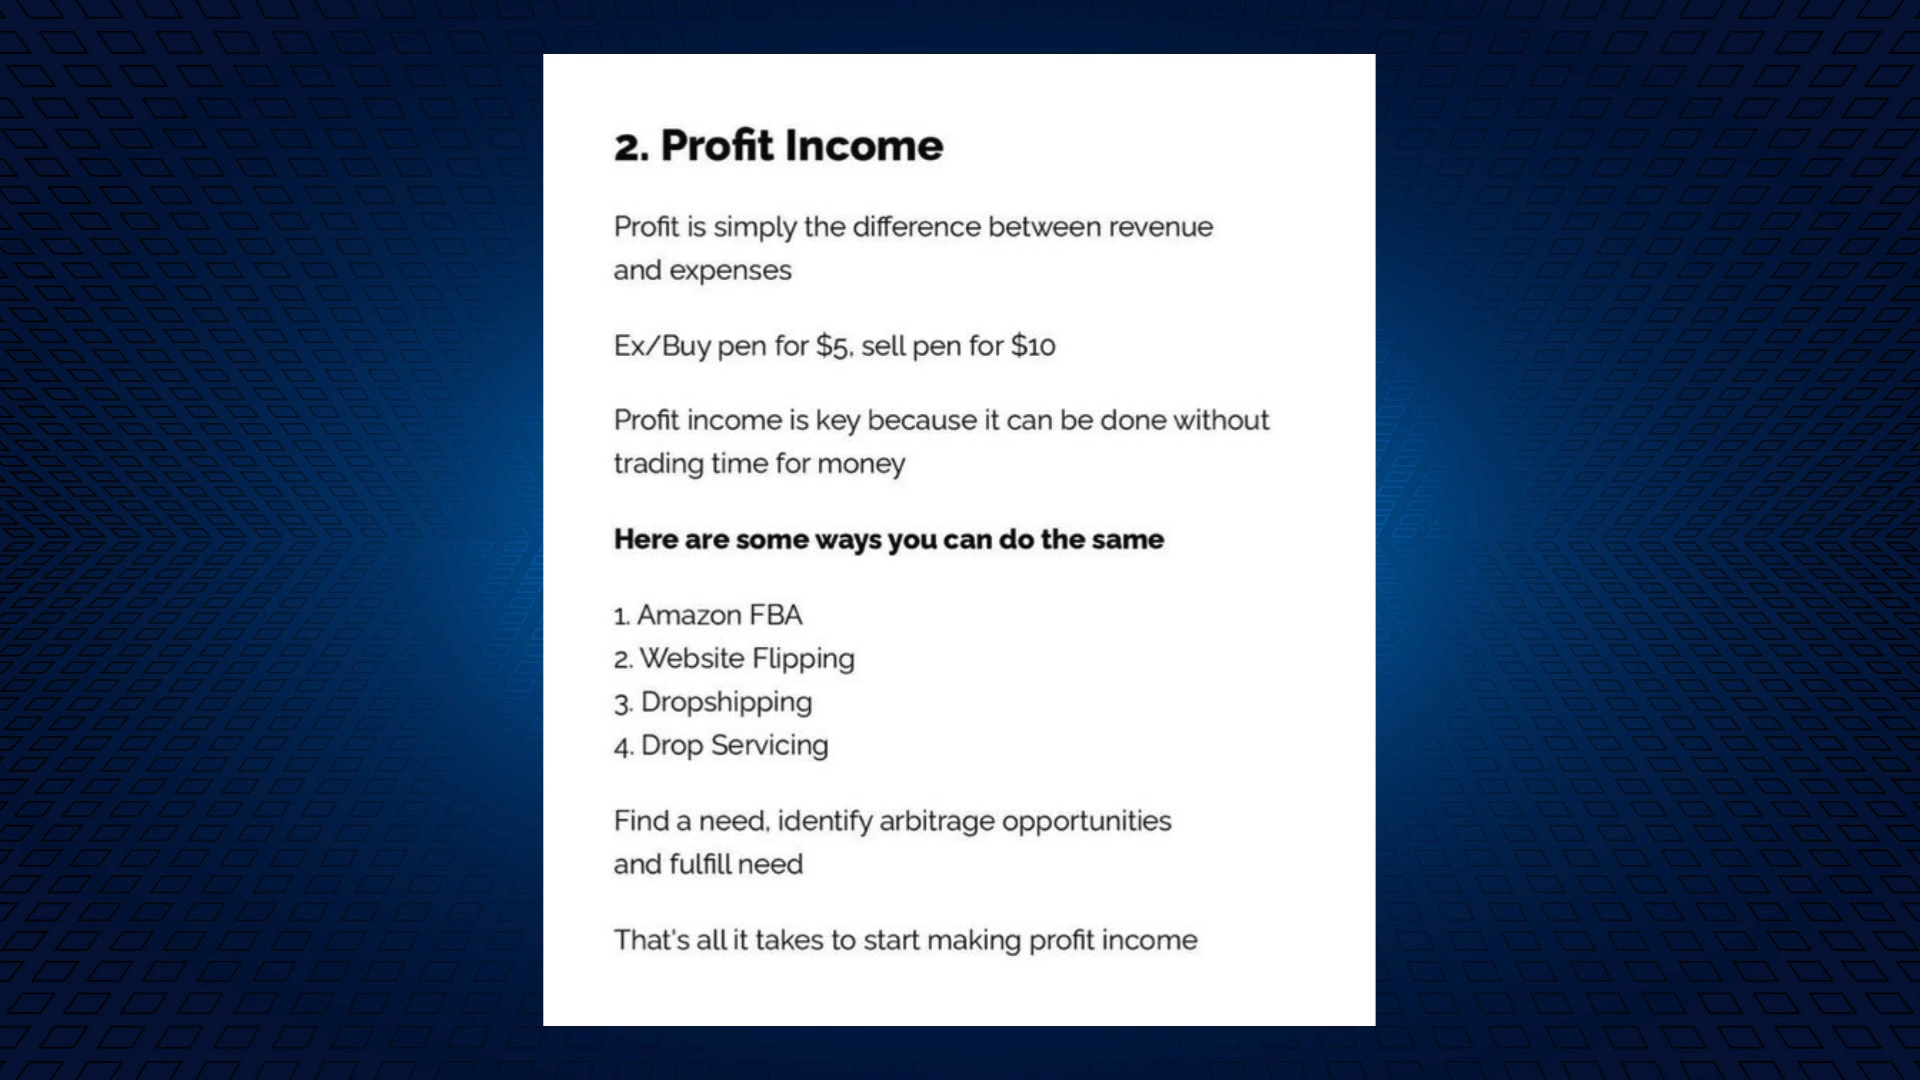 2. Profit Income
Profit is simply the difference between revenue
and expenses
Ex/Buy pen for $5, sell pen for $10
Profit income is key because it can be done without
trading time for money
Here are some ways you can do the same
1. Amazon FBA
2. Website Flipping
3. Dropshipping
4. Drop Servicing
Find a need, identify arbitrage opportunities
and fulfill need
That's all it takes to start making profit income